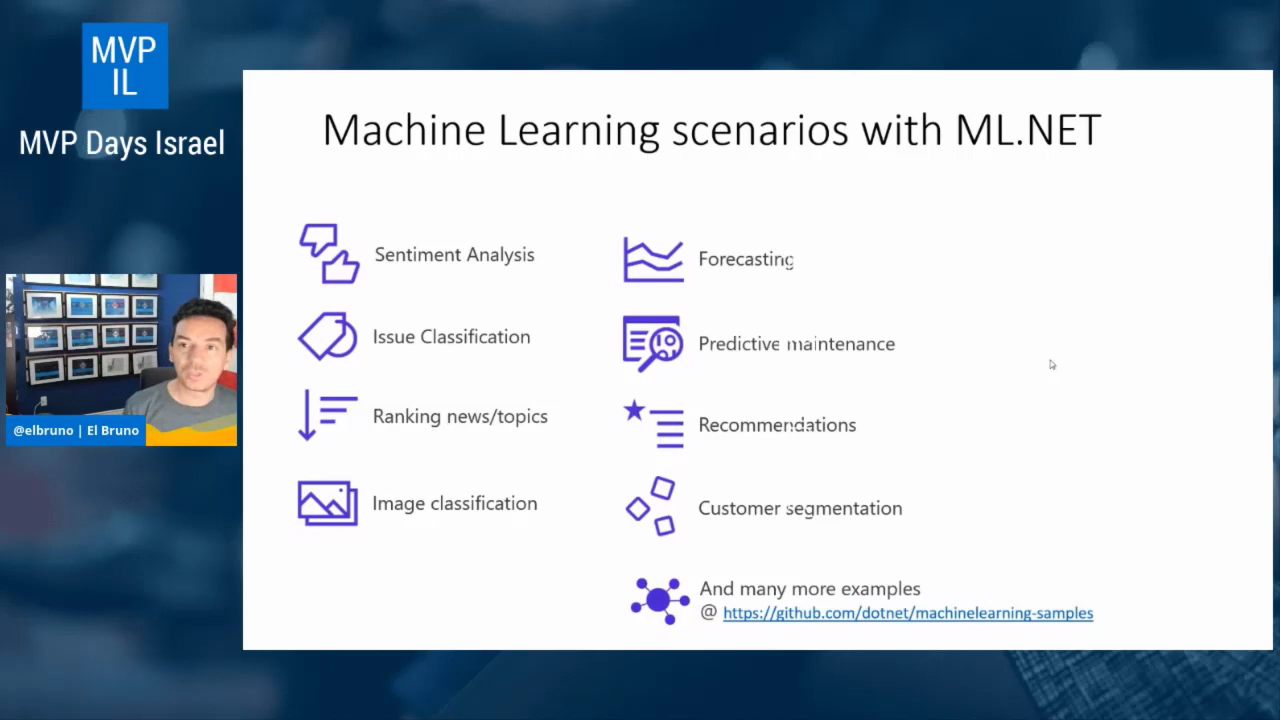 MVP
IL
MVP Days Israel
Machine Learning scenarios with ML.NET
Sentiment Analysis
Issue Classification
Ranking news/topics
Image classification
Forecasting
Predictive maintenance
Recommendations
Customer segmentation
And many more examples
@ https://github.com/dotnet/machinelearning-samples
@elbruno | El Bruno